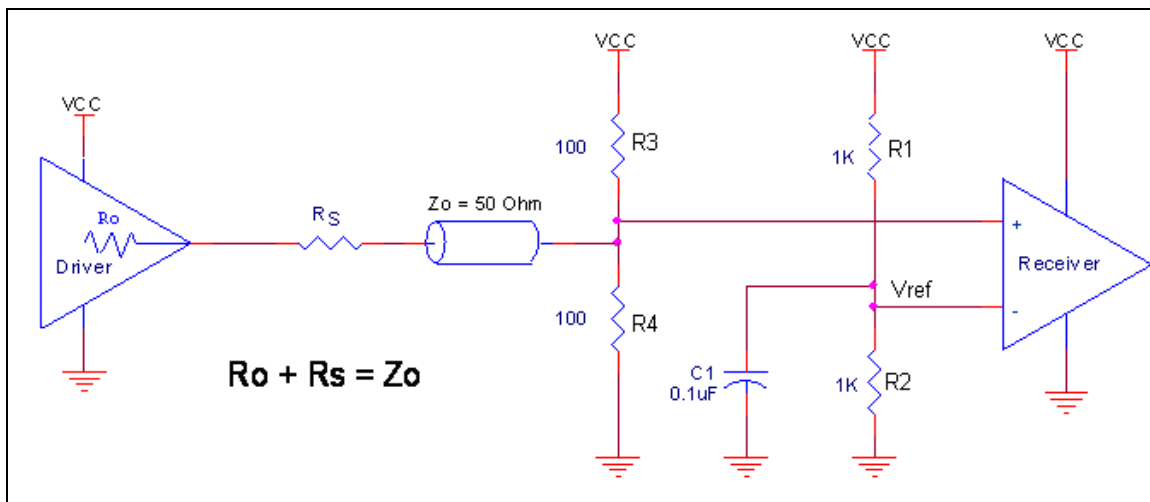 VCC
VCC
VCC
VCC
R3
100
R1
1K
Zo = 50 Ohm
Ro
RS
+
Driver
Receiver
Vref
-
100
R4
Ro + Rs = Zo
C1
0.1uF
1K
R2